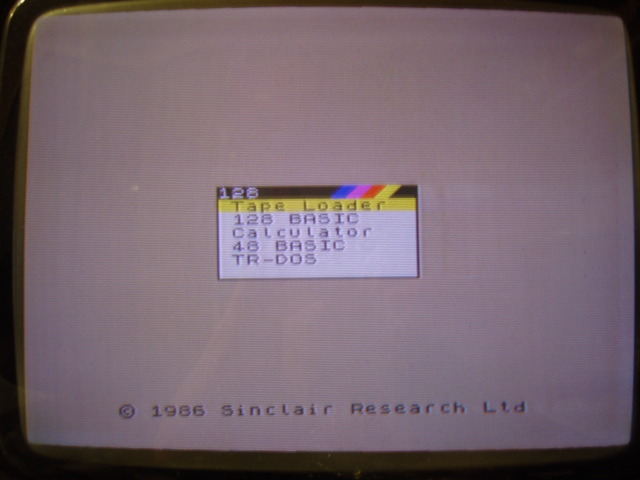 128
Tape Loader
128 BASIC
Calculator
48 BASIC
TR-DOS
© 1986 Sinclair Research Ltd